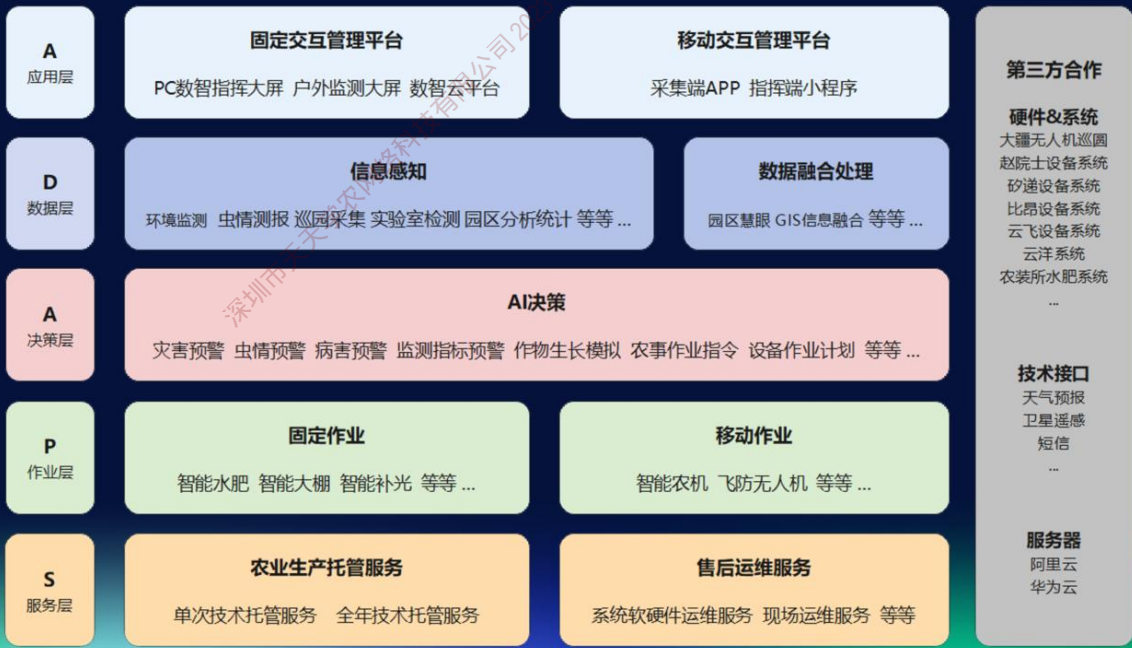 A
应用层
固定交互管理平台
PC数智指挥大屏 户外监测大屏 数智云平台
移动交互管理平台
采集端APP 指挥端小程序
D
数据层
信息感知
环境监测 虫情测报 巡园采集 实验室检测 园区分析统计 等等 ...
数据融合处理
园区慧眼 GIS信息融合 等等 ...
A
决策层
AI决策
灾害预警 虫情预警 病害预警 监测指标预警 作物生长模拟 农事作业指令 设备作业计划 等等 ...
P
作业层
固定作业
智能水肥 智能大棚 智能补光 等等 ...
移动作业
智能农机 飞防无人机 等等 ...
S
服务层
农业生产托管服务
单次技术托管服务 全年技术托管服务
售后运维服务
系统软硬件运维服务 现场运维服务 等等
第三方合作
硬件&系统
大疆无人机巡圆
赵院士设备系统
矽递设备系统
比昂设备系统
云飞设备系统
云洋系统
农装所水肥系统
...
技术接口
天气预报
卫星遥感
短信
...
服务器
阿里云
华为云